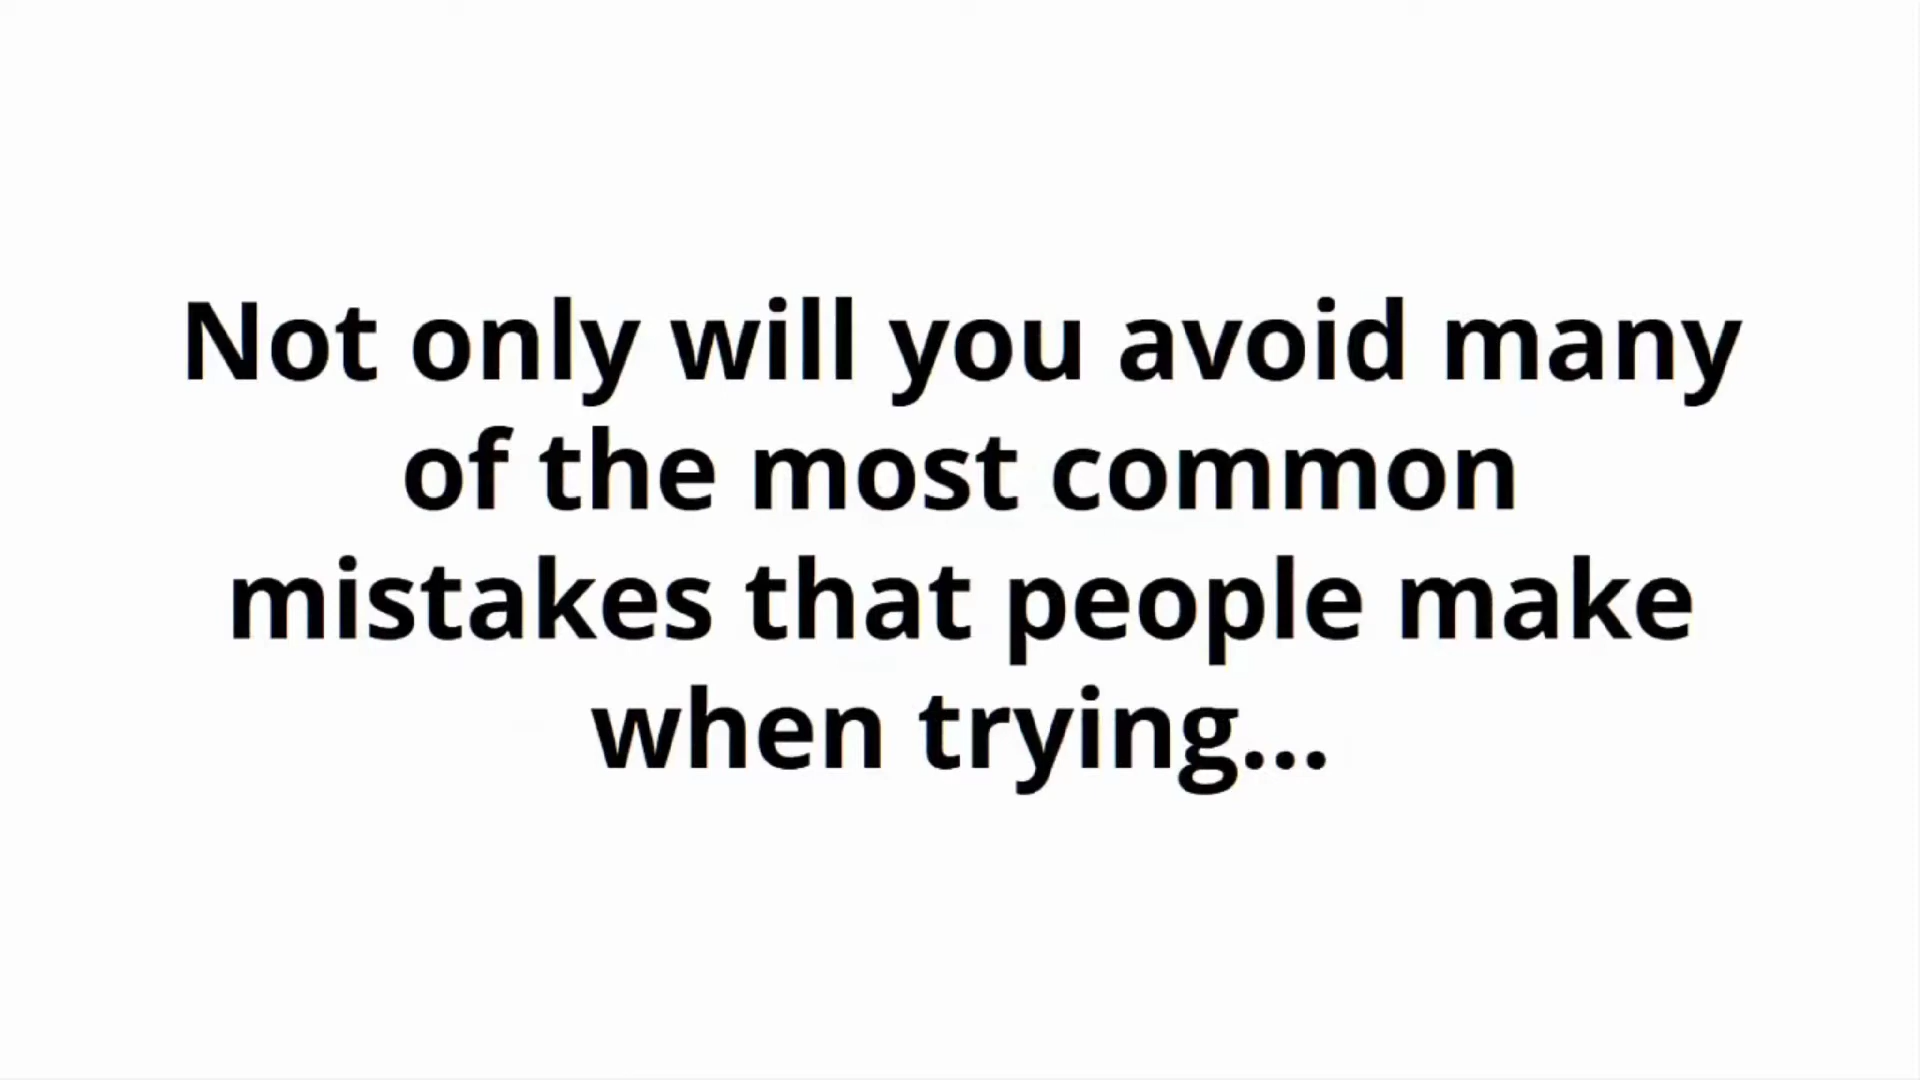 Not only will you avoid many
of the most common
mistakes that people make
when trying...